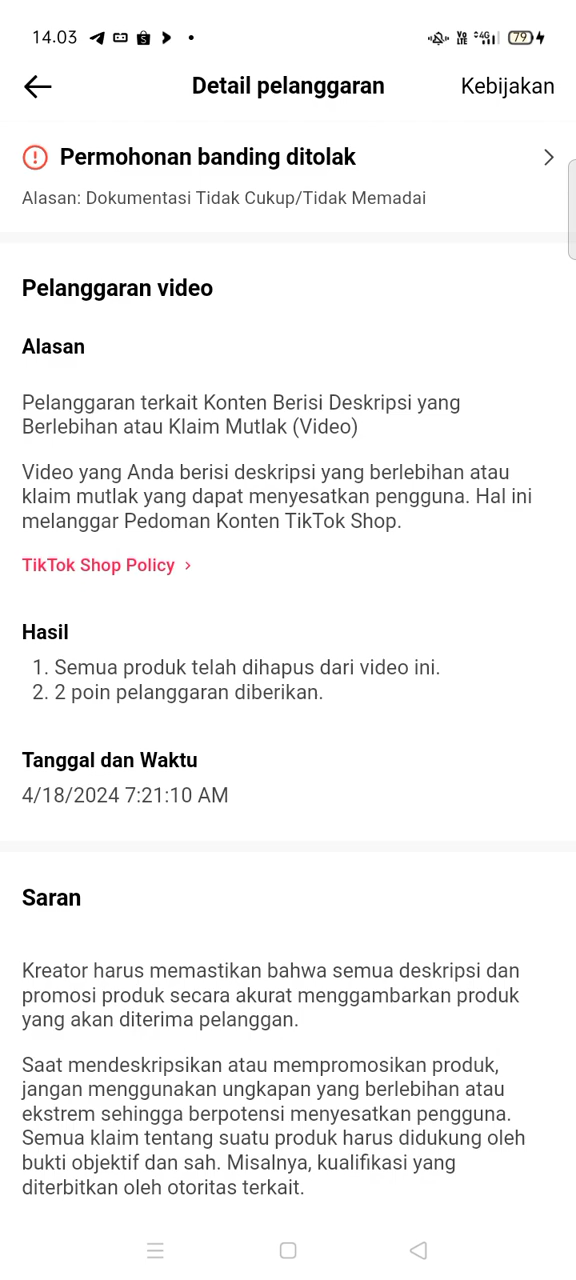 14.03
VO
LTE
4G
79
Detail pelanggaran
Kebijakan
Permohonan banding ditolak
Alasan: Dokumentasi Tidak Cukup/Tidak Memadai
Pelanggaran video
Alasan
Pelanggaran terkait Konten Berisi Deskripsi yang
Berlebihan atau Klaim Mutlak (Video)
Video yang Anda berisi deskripsi yang berlebihan atau
klaim mutlak yang dapat menyesatkan pengguna. Hal ini
melanggar Pedoman Konten TikTok Shop.
TikTok Shop Policy
Hasil
1. Semua produk telah dihapus dari video ini.
2. 2 poin pelanggaran diberikan.
Tanggal dan Waktu
4/18/2024 7:21:10 AM
Saran
Kreator harus memastikan bahwa semua deskripsi dan
promosi produk secara akurat menggambarkan produk
yang akan diterima pelanggan.
Saat mendeskripsikan atau mempromosikan produk,
jangan menggunakan ungkapan yang berlebihan atau
ekstrem sehingga berpotensi menyesatkan pengguna.
Semua klaim tentang suatu produk harus didukung oleh
bukti objektif dan sah. Misalnya, kualifikasi yang
diterbitkan oleh otoritas terkait.